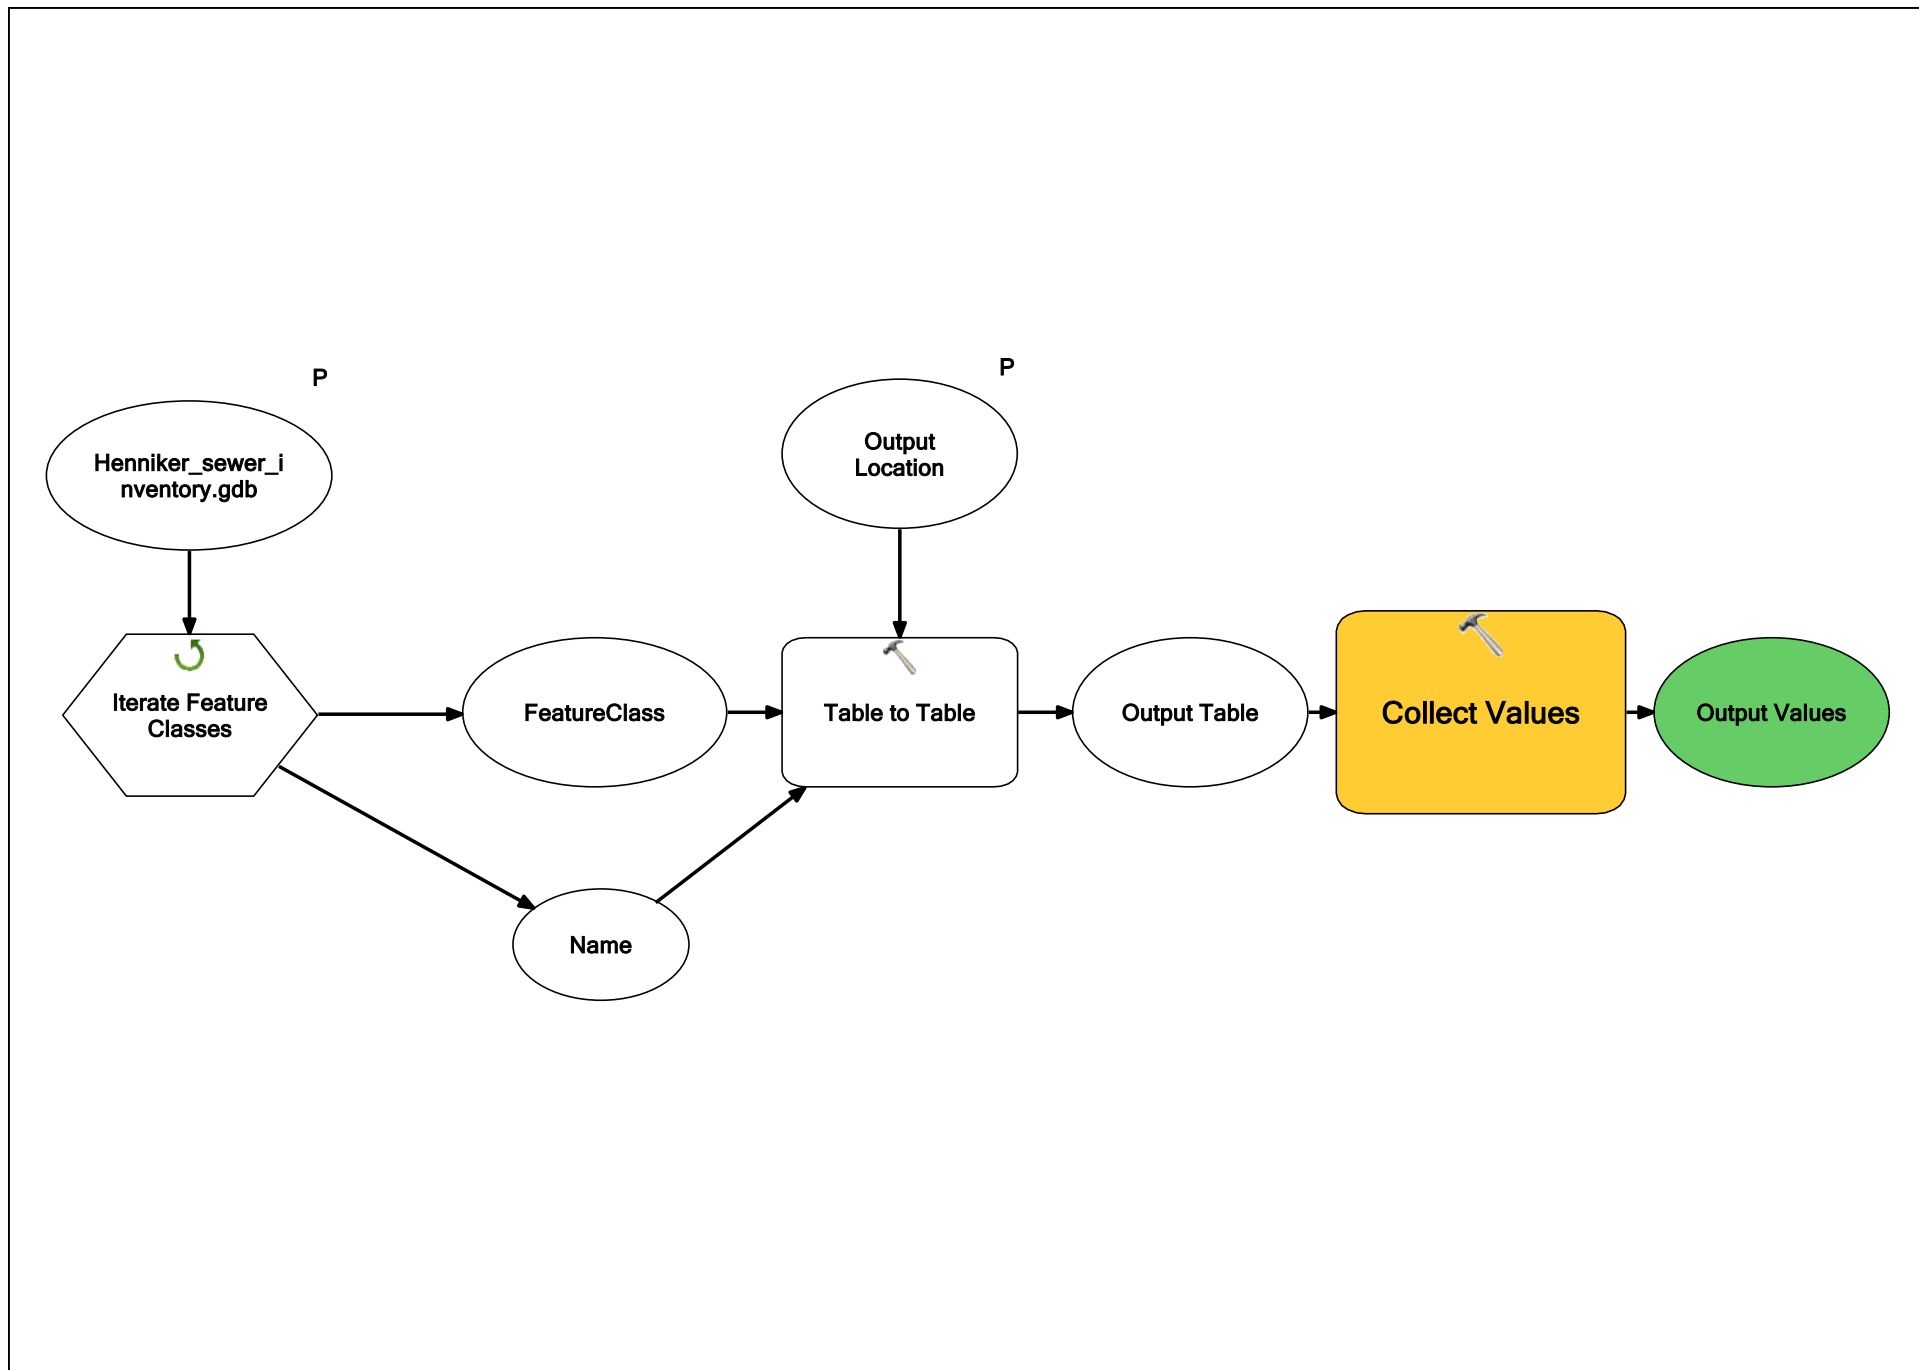 P
P
Henniker_sewer_i
nventory.gdb
Output
Location
Iterate Feature
Classes
FeatureClass
Table to Table
Output Table
Collect Values
Output Values
Name